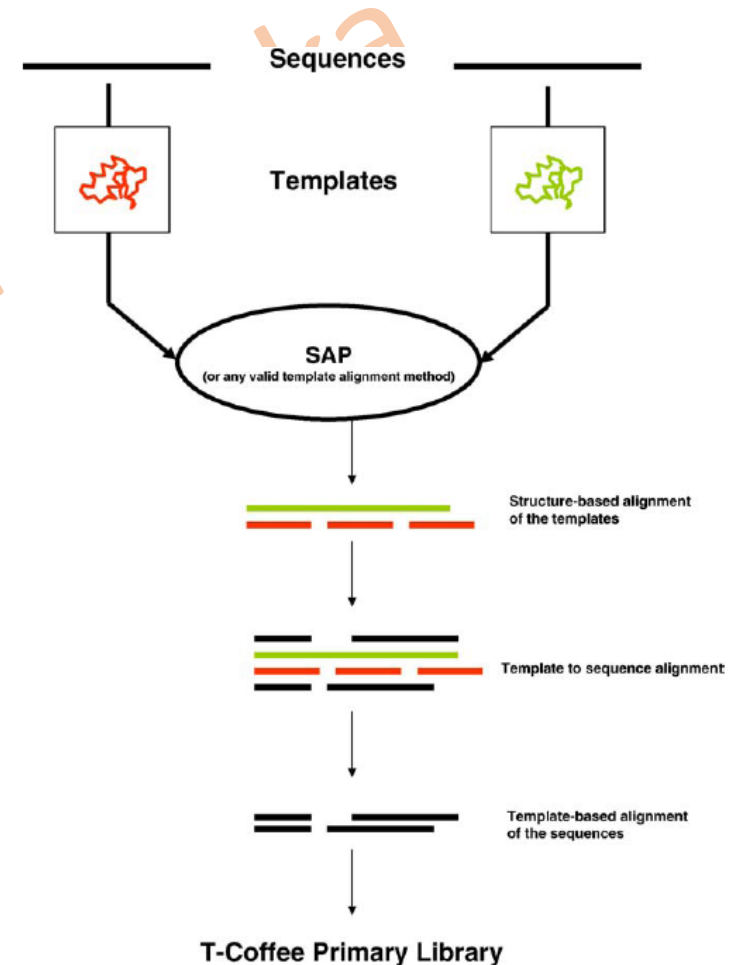 Sequences
Templates
SAP
(or any valid template alignment method)
Structure-based alignment
of the templates
Template to sequence alignment
Template-based alignment
of the sequences
T-Coffee Primary Library